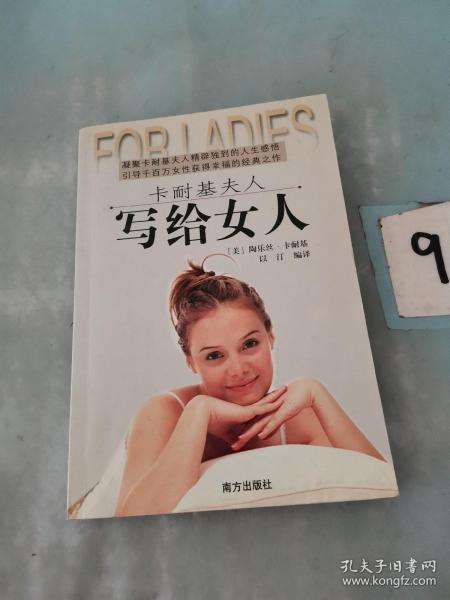 FOR LADIES
凝聚卡耐基夫人精辟独到的人生感悟
引导千百万女性获得幸福的经典之作
卡耐基夫人
写给女人
[美] 陶乐丝·卡耐基
以汀 编译
南方出版社
9
孔夫子旧书网
www.kongfz.com